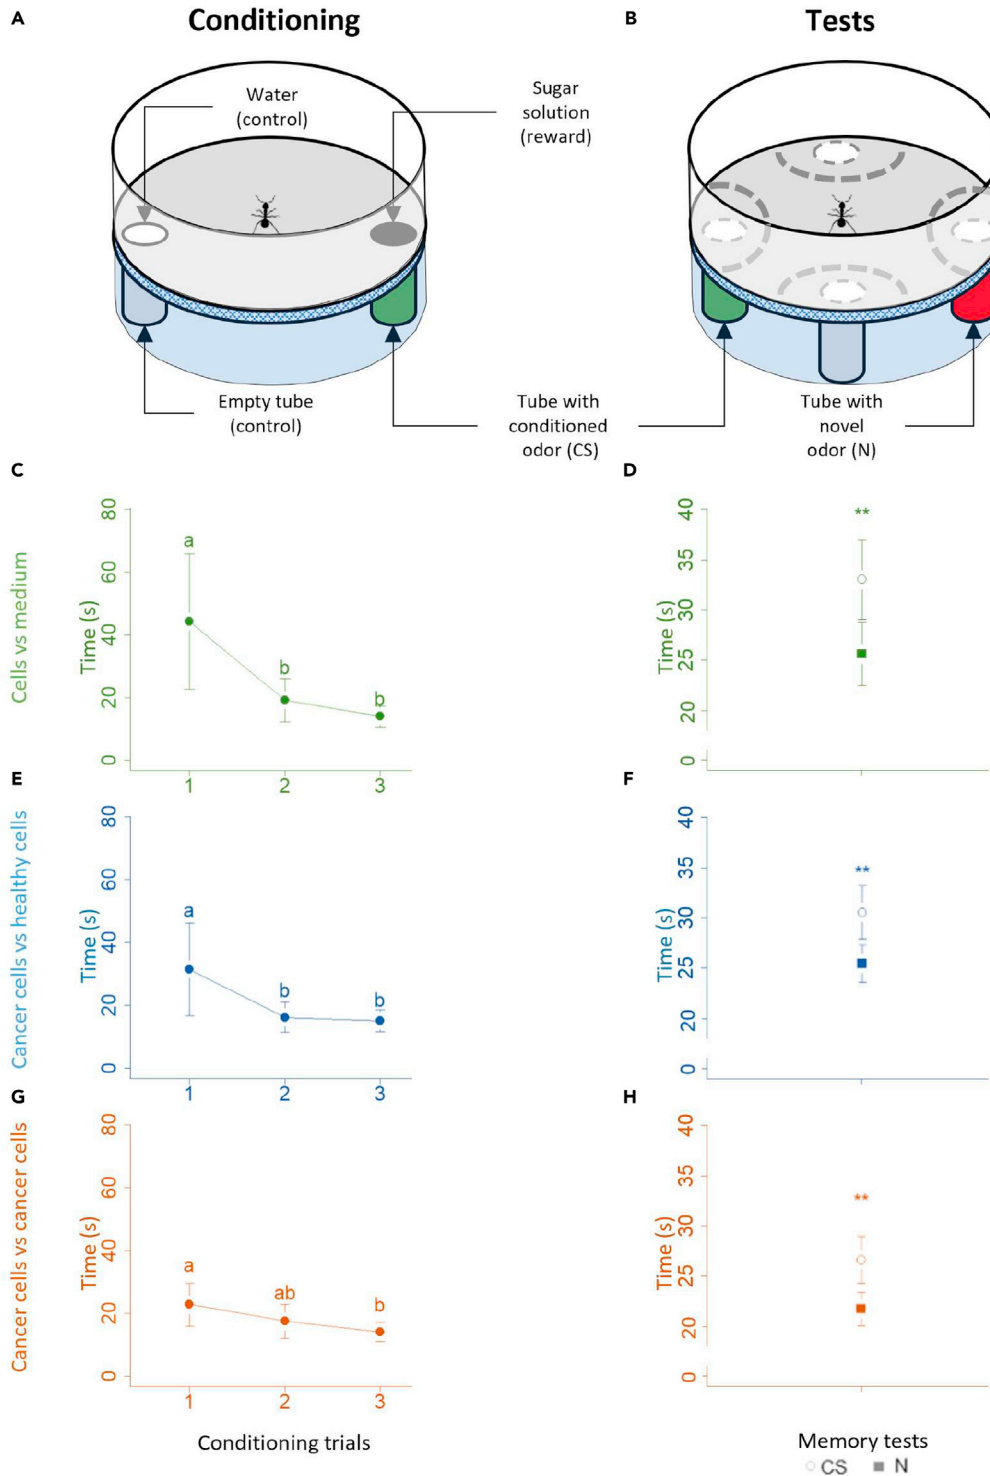 A
Conditioning
B
Tests
Water
(control)
Sugar
solution
(reward)
Empty tube
(control)
Tube with
conditioned
odor (CS)
Tube with
novel
odor (N)
C
Cells vs medium
Time (s)
80
60
40
20
0
a
b
b
1 2 3
D
Time (s)
40
35
30
25
20
0
**
E
Cancer cells vs healthy cells
Time (s)
80
60
40
20
0
a
b
b
1 2 3
F
Time (s)
40
35
30
25
20
0
**
G
Cancer cells vs cancer cells
Time (s)
80
60
40
20
0
a
ab
b
1 2 3
Conditioning trials
H
Time (s)
40
35
30
25
20
0
**
Memory tests
CS N